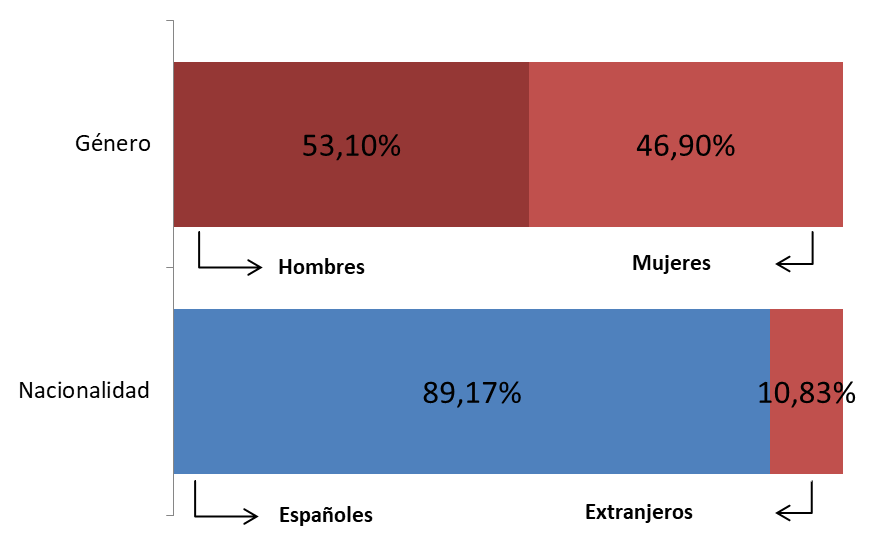 Género
53,10%
46,90%
Hombres
Mujeres
Nacionalidad
89,17%
10,83%
Españoles
Extranjeros